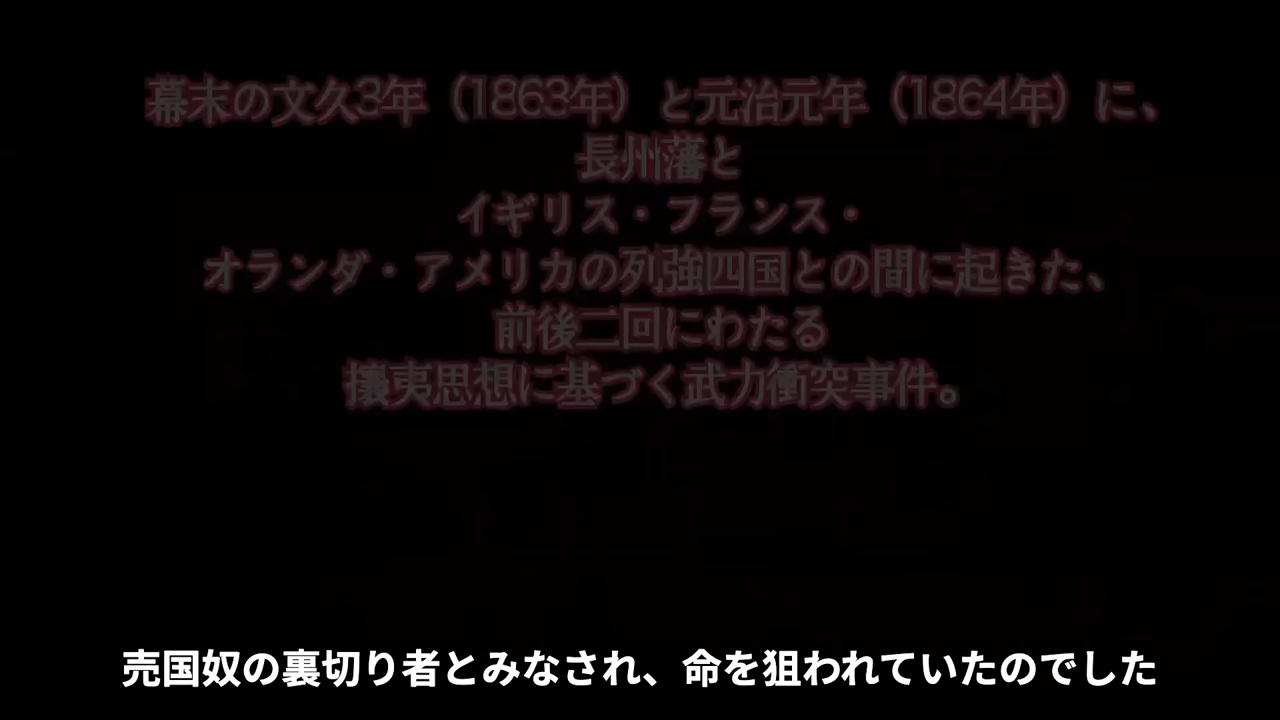 幕末の文久3年（1863年）と元治元年（1864年）に、
長州藩と
イギリス・フランス・
オランダ・アメリカの列強四国との間に起きた、
前後二回にわたる
攘夷思想に基づく武力衝突事件。
売国奴の裏切り者とみなされ、命を狙われていたのでした